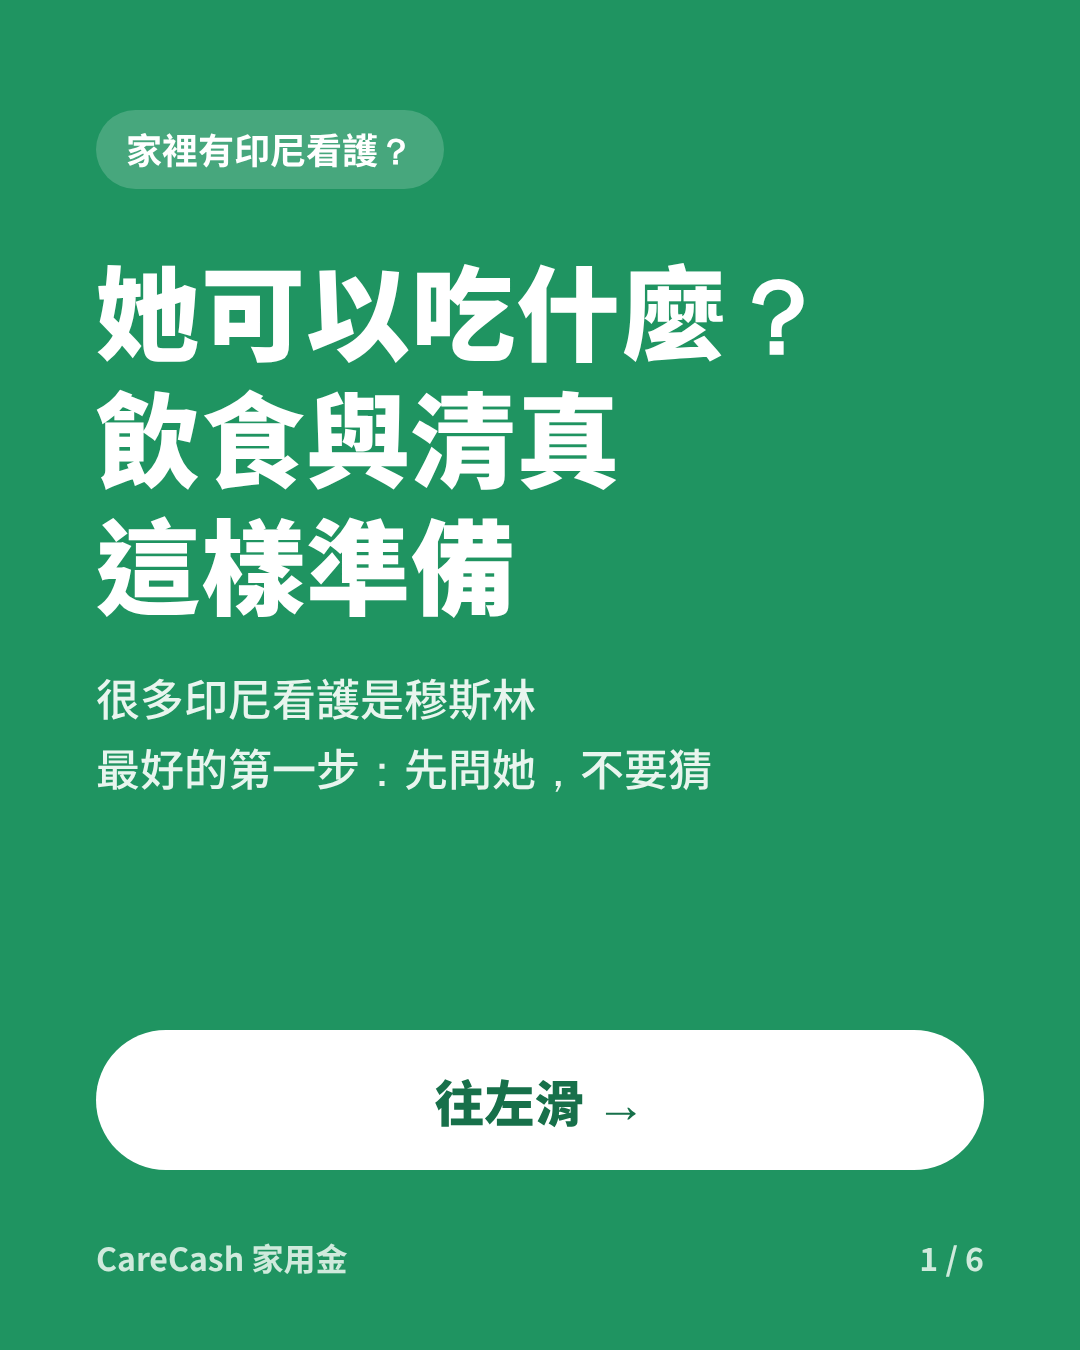 家裡有印尼看護？
她可以吃什麼？
飲食與清真
這樣準備
很多印尼看護是穆斯林
最好的第一步：先問她，不要猜
往左滑 →
CareCash 家用金
1 / 6